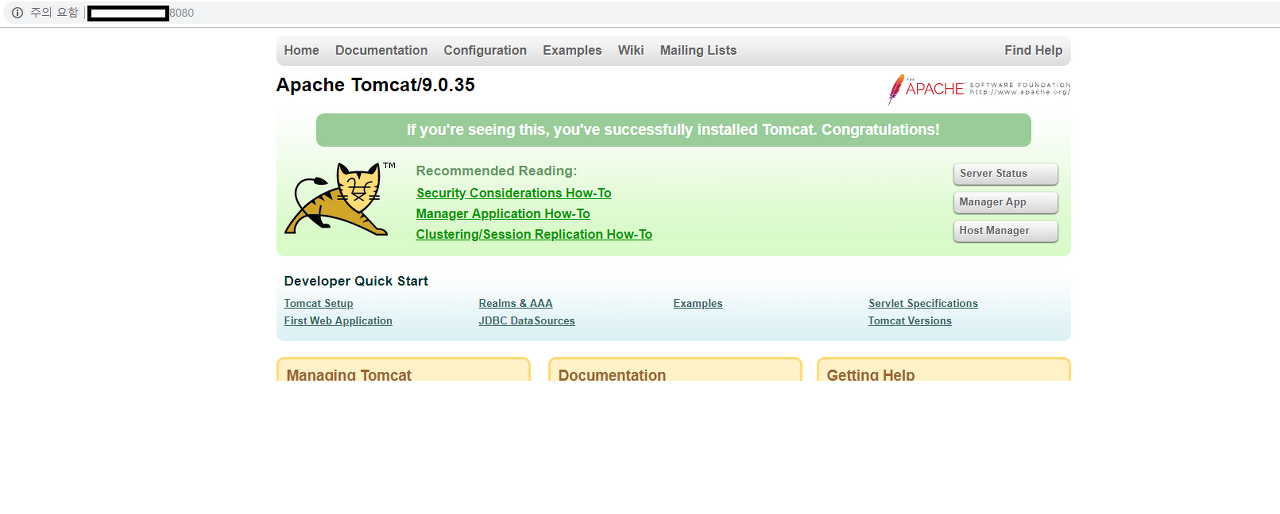 주의 요함 | 8080
Home Documentation Configuration Examples Wiki Mailing Lists Find Help
Apache Tomcat/9.0.35
THE
APACHE SOFTWARE FOUNDATION
http://www.apache.org/
If you're seeing this, you've successfully installed Tomcat. Congratulations!
TM
Recommended Reading:
Security Considerations How-To
Manager Application How-To
Clustering/Session Replication How-To
Server Status
Manager App
Host Manager
Developer Quick Start
Tomcat Setup Realms & AAA Examples Servlet Specifications
First Web Application JDBC DataSources Tomcat Versions
Managing Tomcat Documentation Getting Help